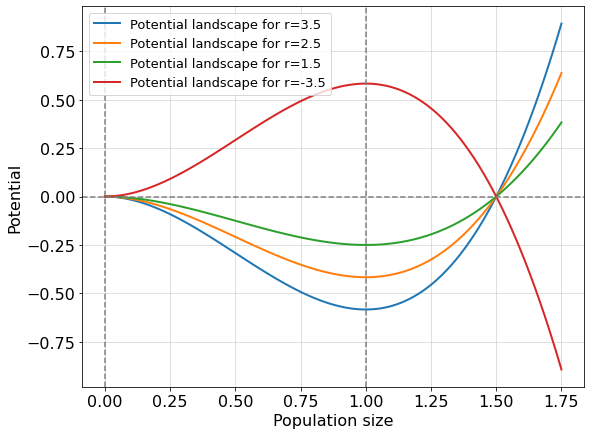 Potential landscape for r=3.5
Potential landscape for r=2.5
Potential landscape for r=1.5
Potential landscape for r=-3.5
0.75
0.50
0.25
0.00
−0.25
−0.50
−0.75
Potential
0.00 0.25 0.50 0.75 1.00 1.25 1.50 1.75
Population size